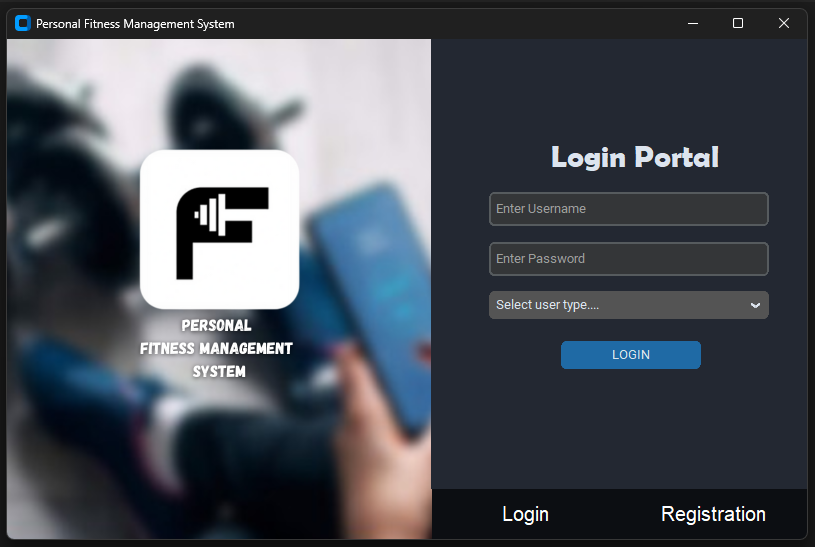 Personal Fitness Management System
F
PERSONAL
FITNESS MANAGEMENT
SYSTEM
Login Portal
Enter Username
Enter Password
Select user type....
LOGIN
Login
Registration